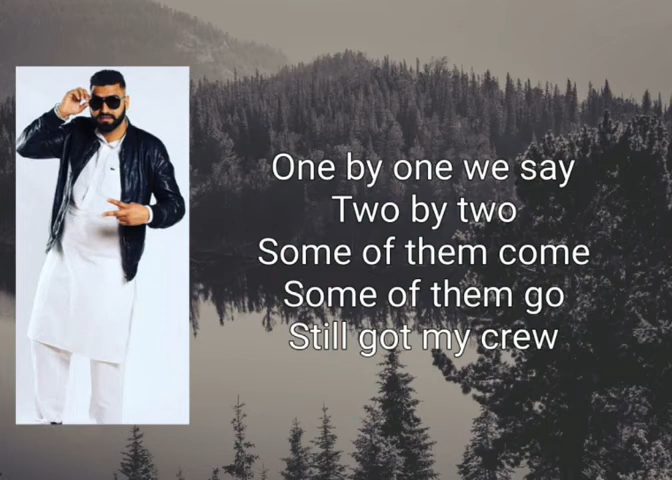 One by one we say
Two by two
Some of them come
Some of them go
Still got my crew